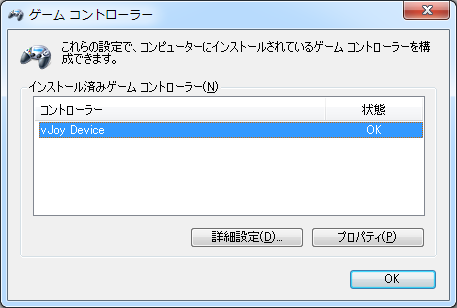 ゲーム コントローラー
これらの設定で、コンピューターにインストールされているゲーム コントローラーを構
成できます。
インストール済みゲーム コントローラー(N)
コントローラー 状態
vJoy Device OK
詳細設定(D)... プロパティ(P)
OK